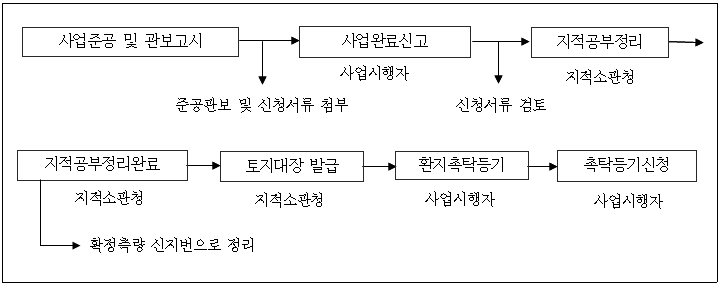 사업준공 및 관보고시
사업완료신고
지적공부정리
사업시행자
지적소관청
준공관보 및 신청서류 첨부
신청서류 검토
지적공부정리완료
토지대장 발급
환지촉탁등기
촉탁등기신청
지적소관청
지적소관청
사업시행자
사업시행자
확정측량 신지번으로 정리